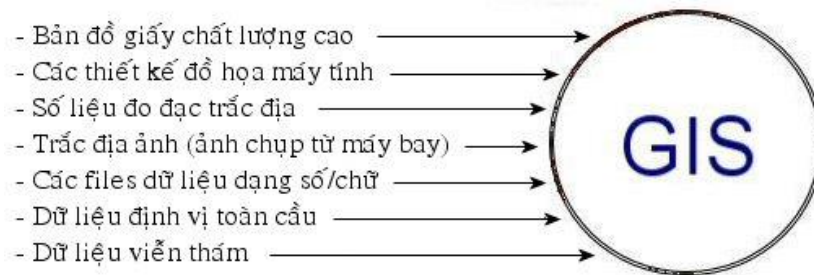 - Bản đồ giấy chất lượng cao
- Các thiết kế đồ họa máy tính
- Số liệu đo đạc trắc địa
- Trắc địa ảnh (ảnh chụp từ máy bay)
- Các files dữ liệu dạng số/chữ
- Dữ liệu định vị toàn cầu
- Dữ liệu viễn thám
GIS